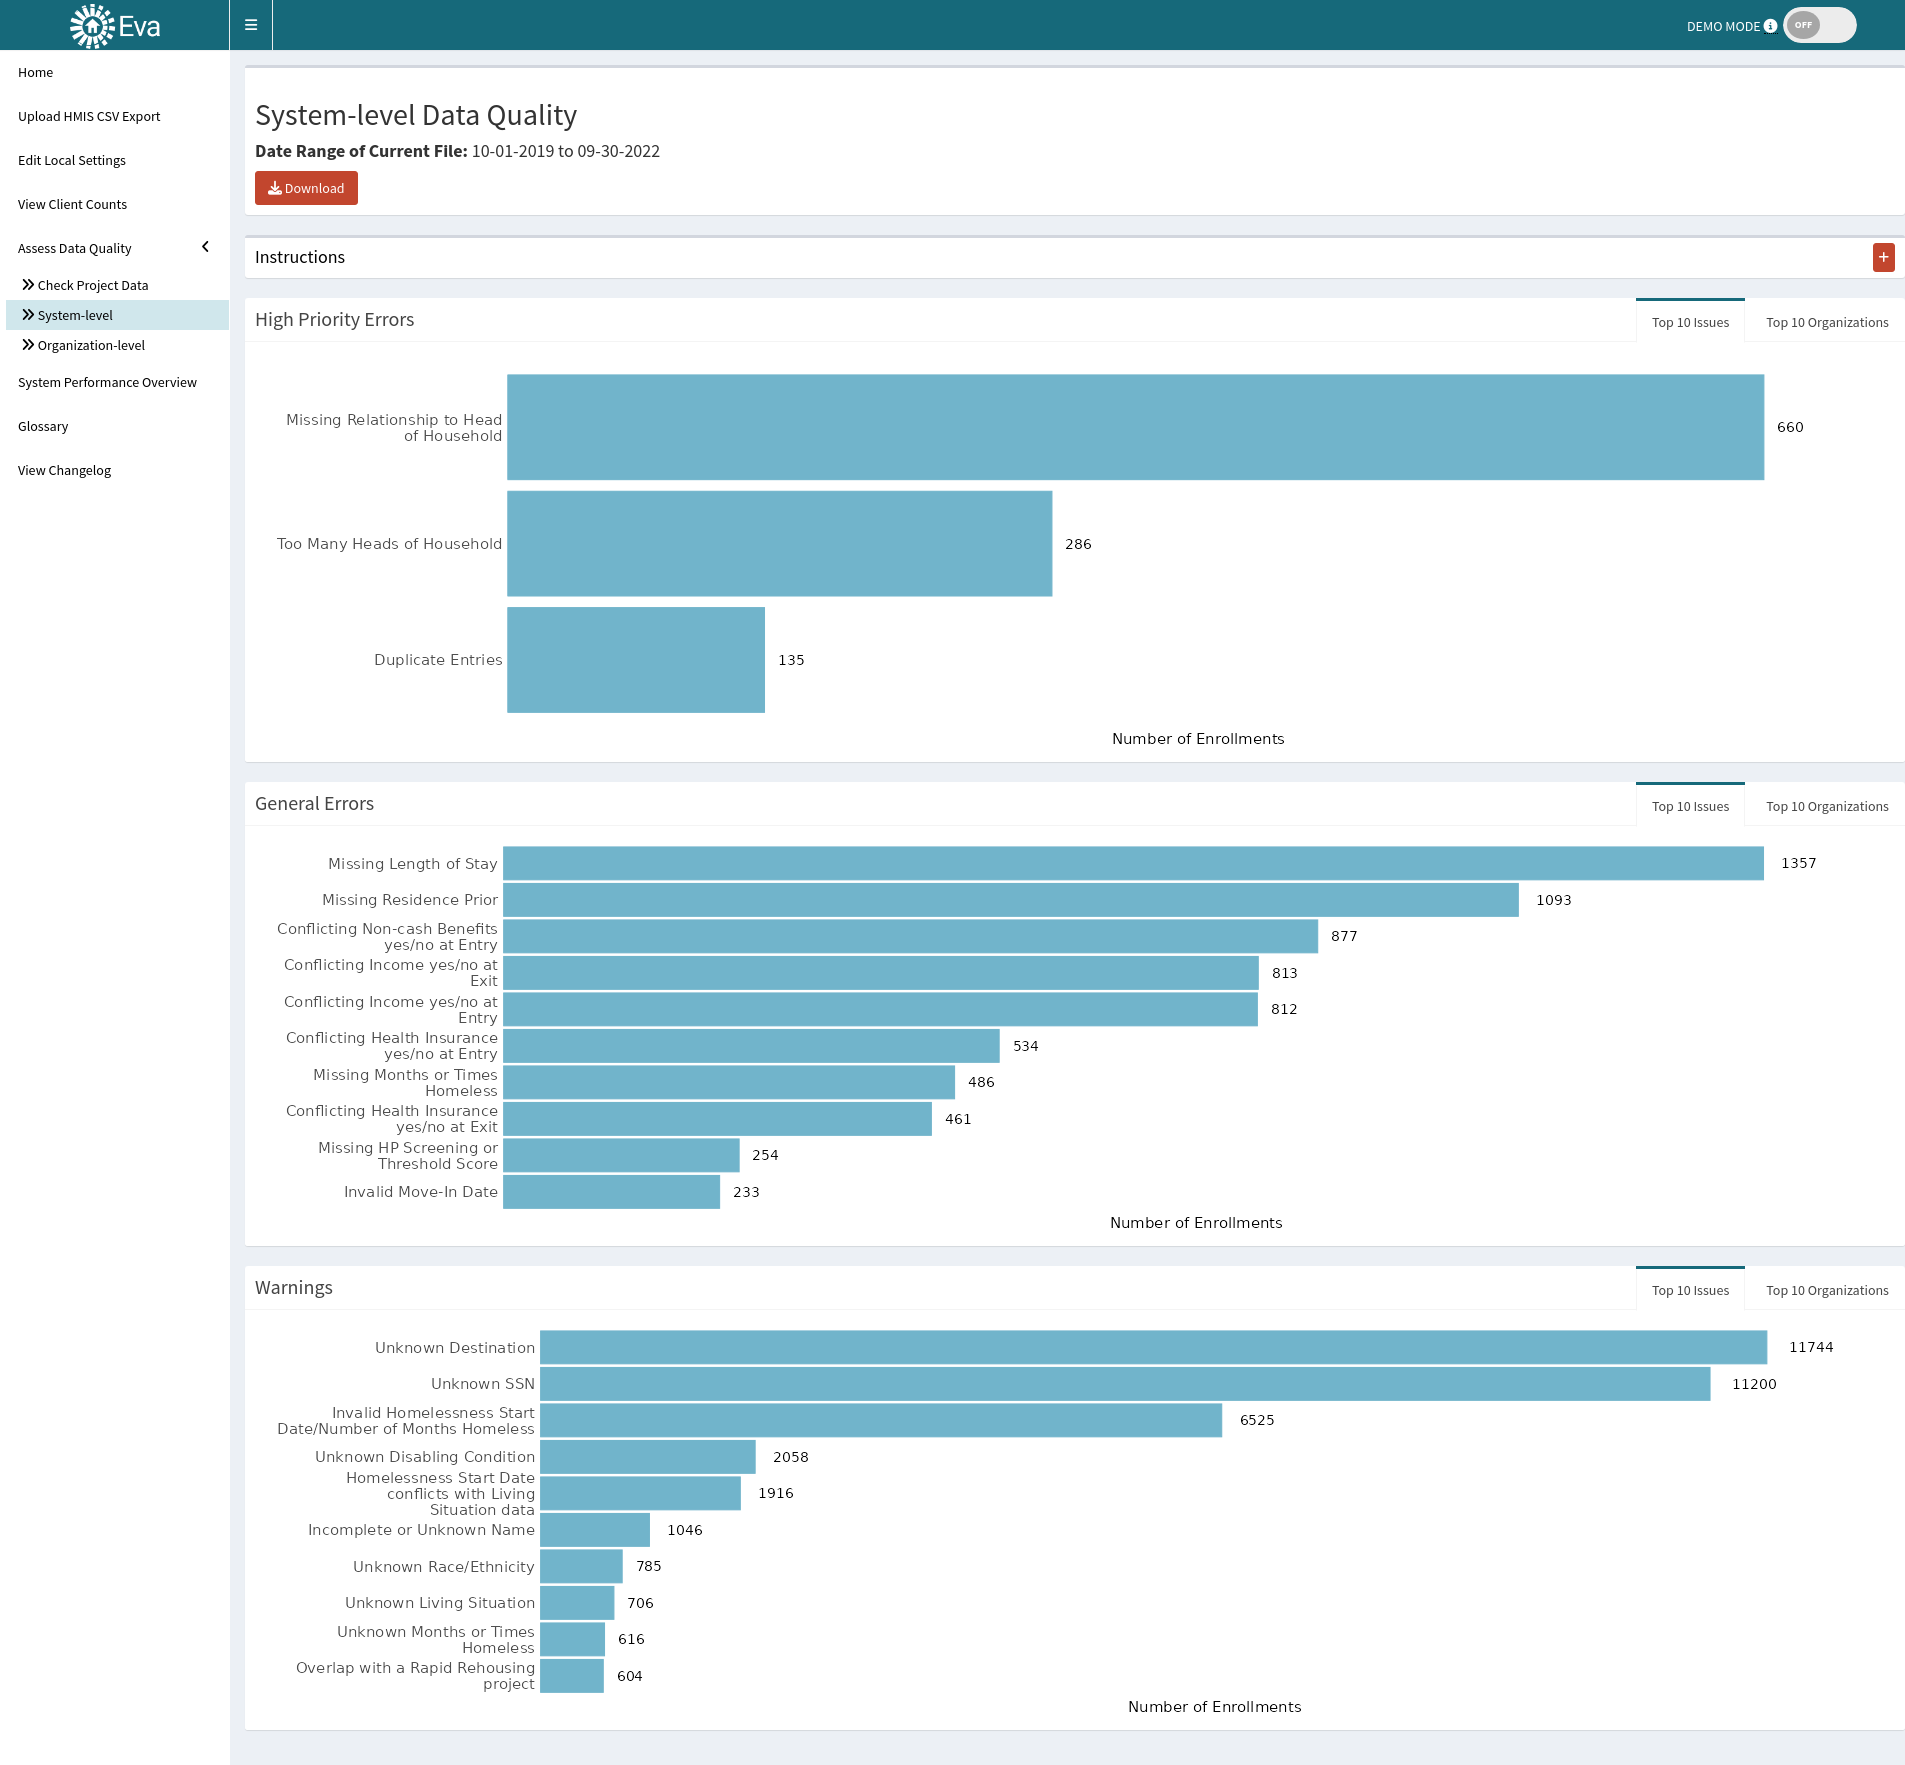 Eva
DEMO MODE
OFF
Home
Upload HMIS CSV Export
Edit Local Settings
View Client Counts
Assess Data Quality
Check Project Data
System-level
Organization-level
System Performance Overview
Glossary
View Changelog
System-level Data Quality
Date Range of Current File: 10-01-2019 to 09-30-2022
Download
Instructions
+
High Priority Errors
Top 10 Issues
Top 10 Organizations
Missing Relationship to Head
of Household
660
Too Many Heads of Household
286
Duplicate Entries
135
Number of Enrollments
General Errors
Top 10 Issues
Top 10 Organizations
Missing Length of Stay
1357
Missing Residence Prior
1093
Conflicting Non-cash Benefits
yes/no at Entry
877
Conflicting Income yes/no at
Exit
813
Conflicting Income yes/no at
Entry
812
Conflicting Health Insurance
yes/no at Entry
534
Missing Months or Times
Homeless
486
Conflicting Health Insurance
yes/no at Exit
461
Missing HP Screening or
Threshold Score
254
Invalid Move-In Date
233
Number of Enrollments
Warnings
Top 10 Issues
Top 10 Organizations
Unknown Destination
11744
Unknown SSN
11200
Invalid Homelessness Start
Date/Number of Months Homeless
6525
Unknown Disabling Condition
2058
Homelessness Start Date
conflicts with Living
Situation data
1916
Incomplete or Unknown Name
1046
Unknown Race/Ethnicity
785
Unknown Living Situation
706
Unknown Months or Times
Homeless
616
Overlap with a Rapid Rehousing
project
604
Number of Enrollments